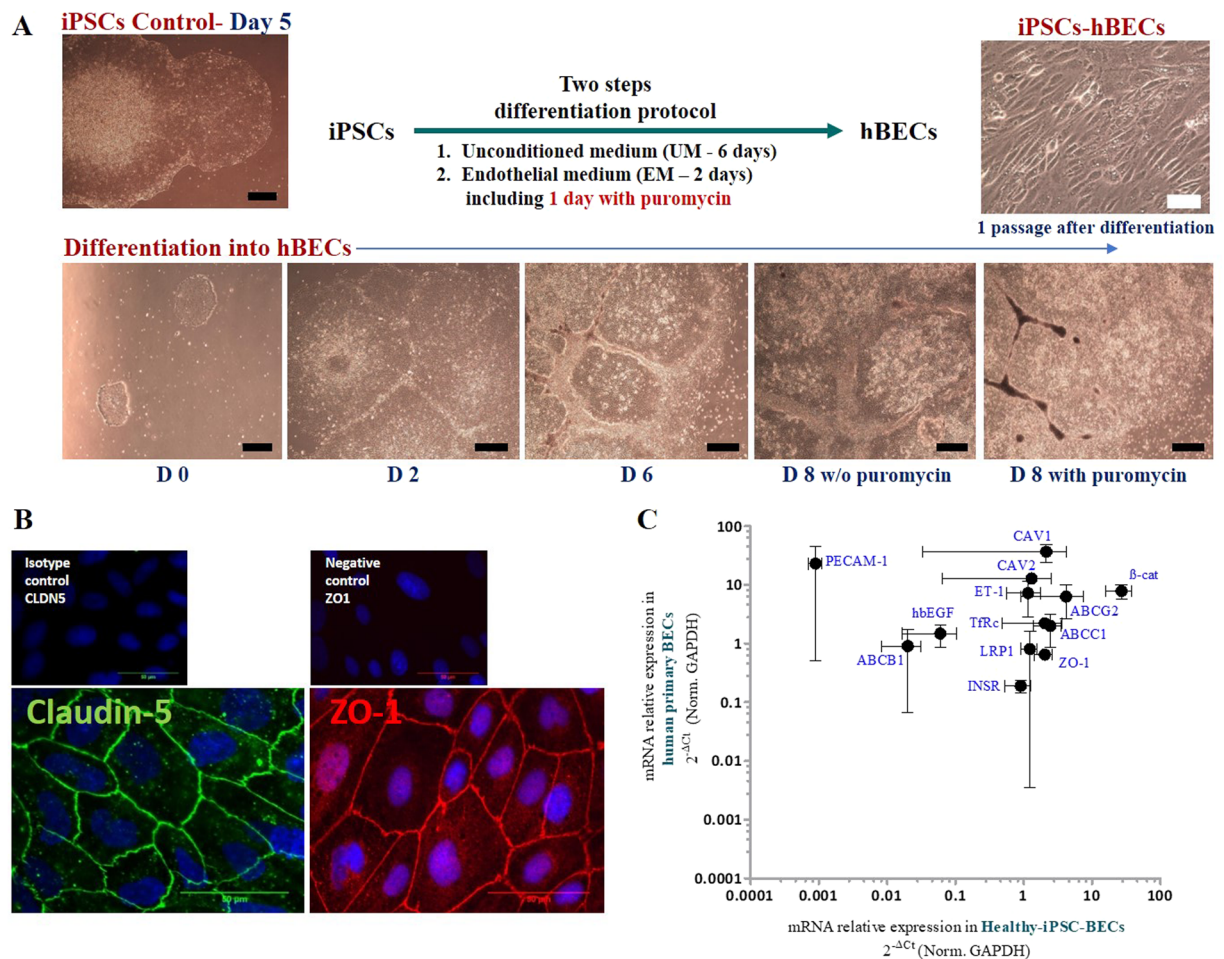 A
iPSCs Control- Day 5
iPSCs
Two steps
differentiation protocol
1. Unconditioned medium (UM - 6 days)
2. Endothelial medium (EM – 2 days)
including 1 day with puromycin
hBECs
iPSCs-hBECs
1 passage after differentiation
Differentiation into hBECs
D 0
D 2
D 6
D 8 w/o puromycin
D 8 with puromycin
B
Isotype
control
CLDN5
Negative
control
ZO1
Claudin-5
ZO-1
50 µm
50 µm
C
mRNA relative expression in
human primary BECs
2-ΔCt (Norm. GAPDH)
100
10
1
0.1
0.01
0.001
0.0001
PECAM-1
CAV1
CAV2
ß-cat
ET-1
ABCG2
hbEGF
TfRc
ABCC1
ABCB1
LRP1
ZO-1
INSR
0.0001
0.001
0.01
0.1
1
10
100
mRNA relative expression in Healthy-iPSC-BECs
2-ΔCt (Norm. GAPDH)